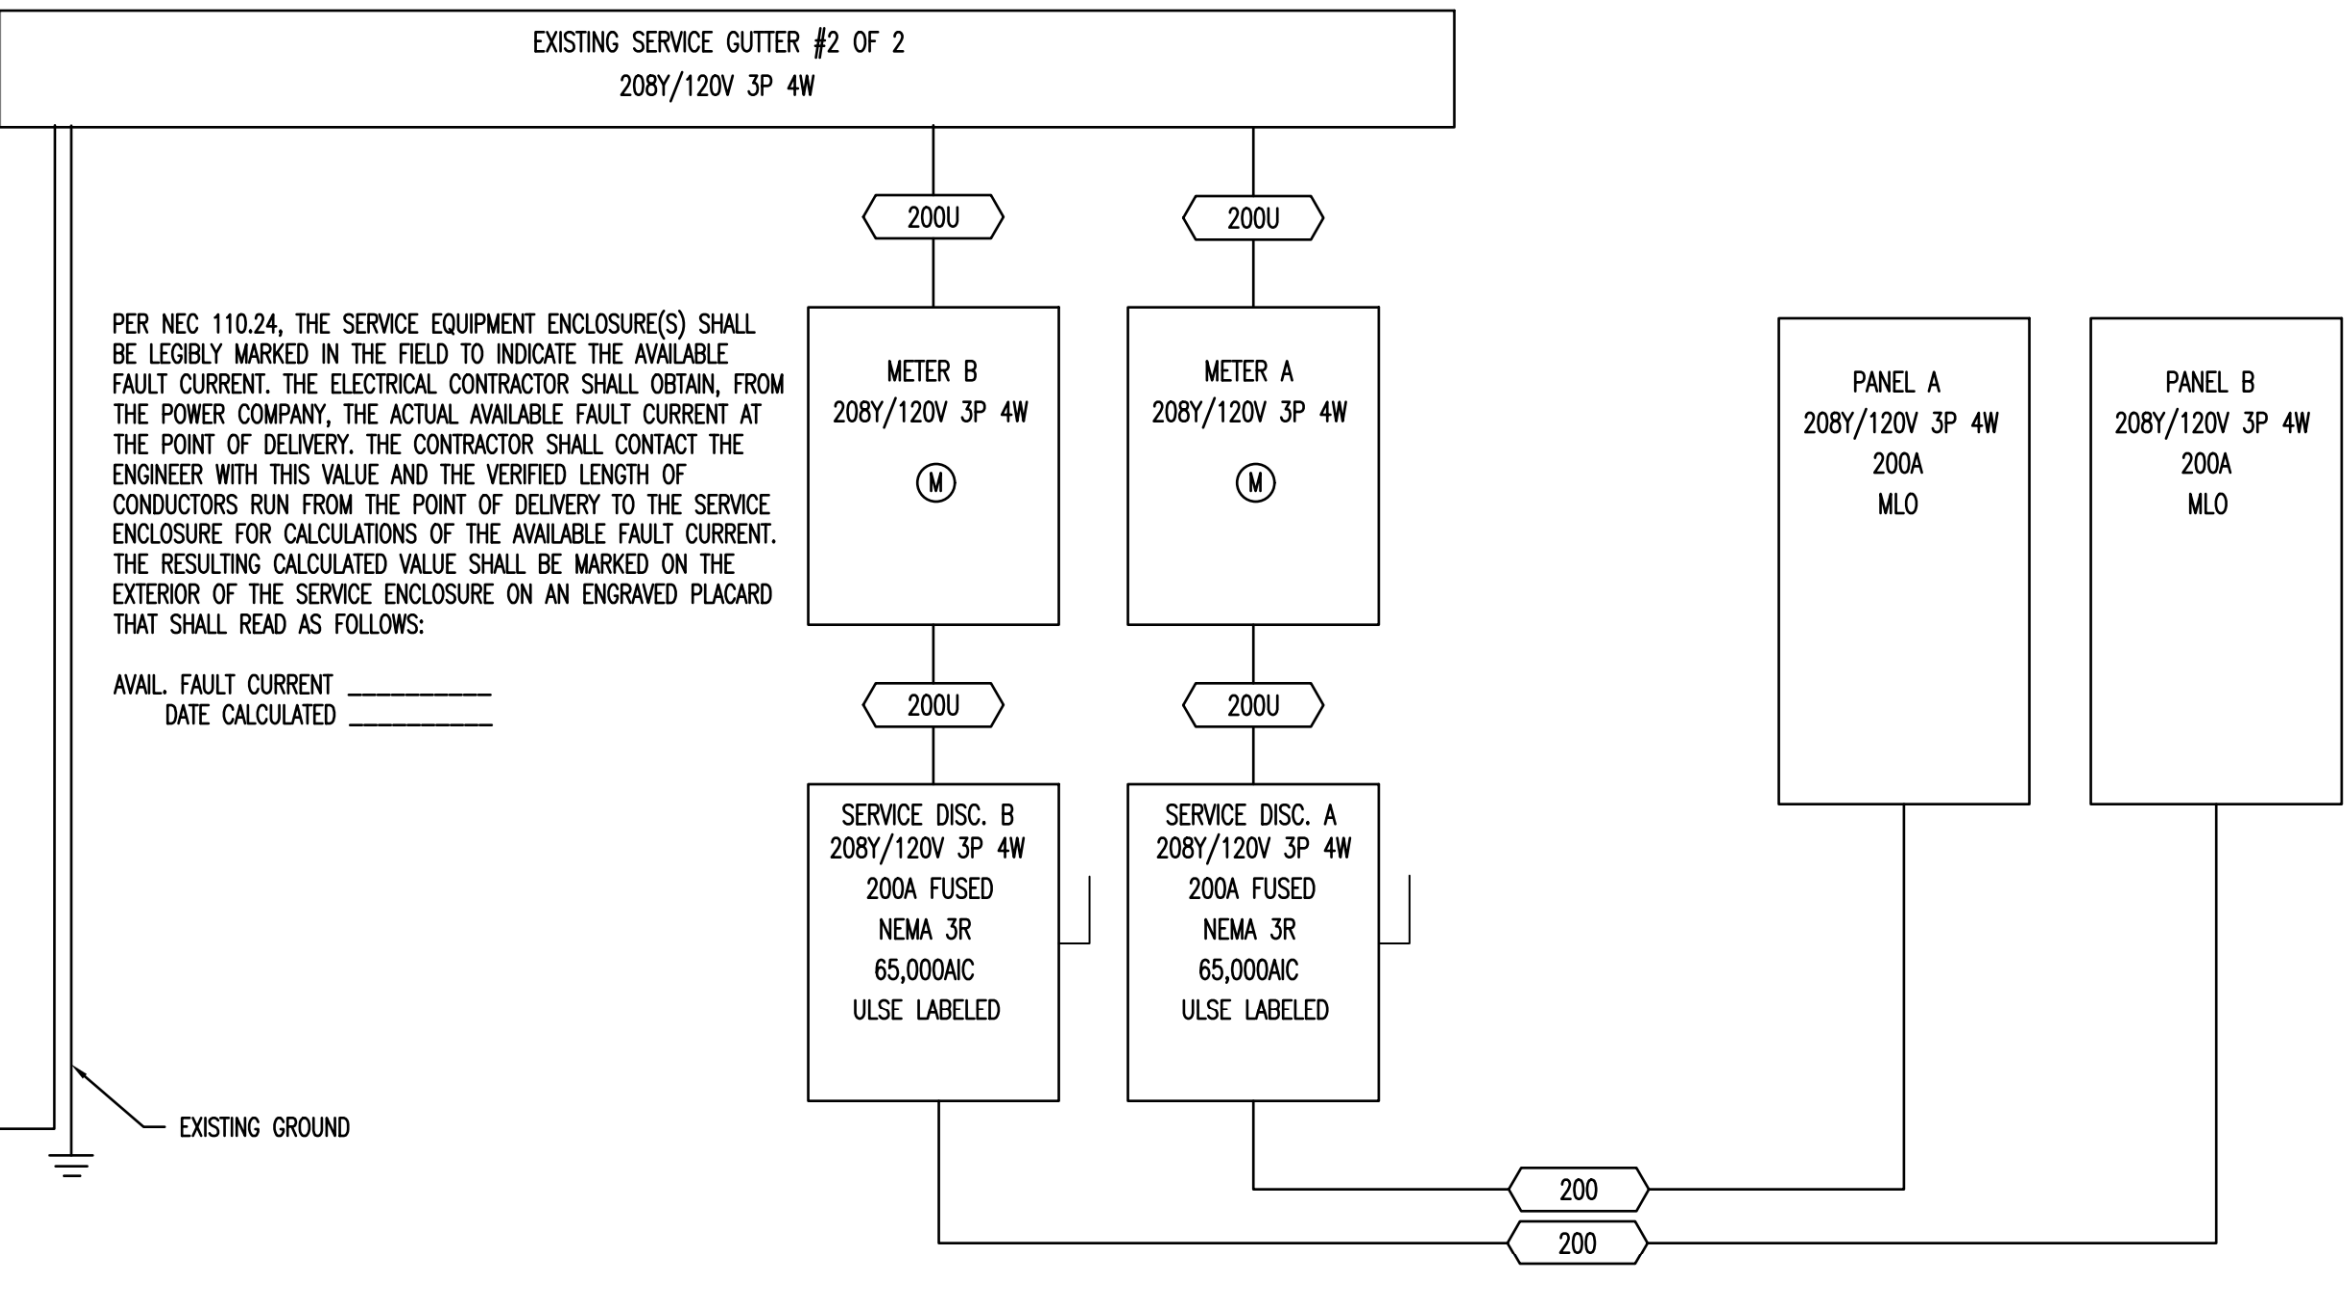 EXISTING SERVICE GUTTER #2 OF 2
208Y/120V 3P 4W
200U
200U
PER NEC 110.24, THE SERVICE EQUIPMENT ENCLOSURE(S) SHALL
BE LEGIBLY MARKED IN THE FIELD TO INDICATE THE AVAILABLE
FAULT CURRENT. THE ELECTRICAL CONTRACTOR SHALL OBTAIN, FROM
THE POWER COMPANY, THE ACTUAL AVAILABLE FAULT CURRENT AT
THE POINT OF DELIVERY. THE CONTRACTOR SHALL CONTACT THE
ENGINEER WITH THIS VALUE AND THE VERIFIED LENGTH OF
CONDUCTORS RUN FROM THE POINT OF DELIVERY TO THE SERVICE
ENCLOSURE FOR CALCULATIONS OF THE AVAILABLE FAULT CURRENT.
THE RESULTING CALCULATED VALUE SHALL BE MARKED ON THE
EXTERIOR OF THE SERVICE ENCLOSURE ON AN ENGRAVED PLACARD
THAT SHALL READ AS FOLLOWS:
AVAIL. FAULT CURRENT __________
DATE CALCULATED __________
METER B
208Y/120V 3P 4W
M
METER A
208Y/120V 3P 4W
M
PANEL A
208Y/120V 3P 4W
200A
MLO
PANEL B
208Y/120V 3P 4W
200A
MLO
200U
200U
SERVICE DISC. B
208Y/120V 3P 4W
200A FUSED
NEMA 3R
65,000AIC
ULSE LABELED
SERVICE DISC. A
208Y/120V 3P 4W
200A FUSED
NEMA 3R
65,000AIC
ULSE LABELED
EXISTING GROUND
200
200